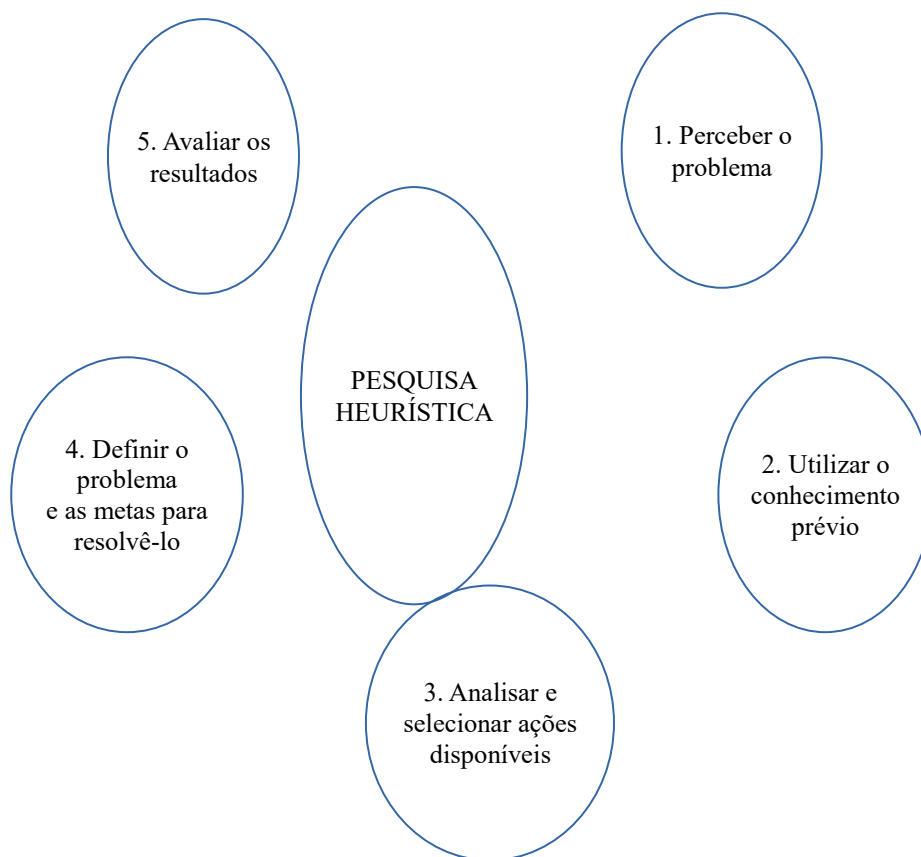 1. Perceber o
problema
2. Utilizar o
conhecimento
prévio
3. Analisar e
selecionar ações
disponíveis
4. Definir o
problema
e as metas para
resolvê-lo
5. Avaliar os
resultados
PESQUISA
HEURÍSTICA